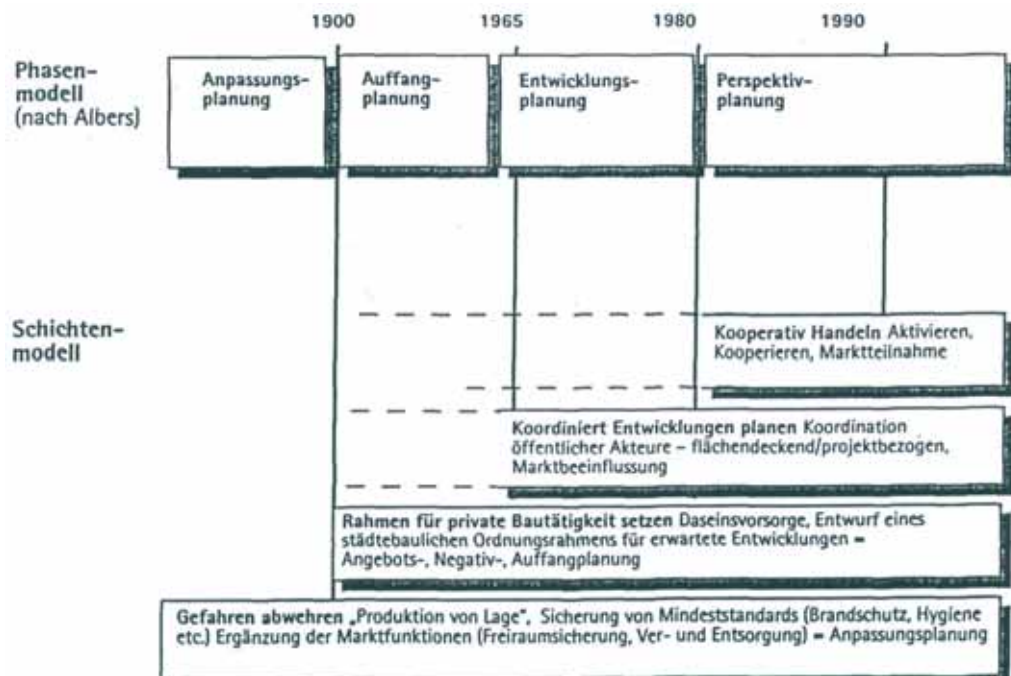 1900 1965 1980 1990
Phasen-
modell
(nach Albers)
Anpassungs-
planung
Auffang-
planung
Entwicklungs-
planung
Perspektiv-
planung
Schichten-
modell
Kooperativ Handeln Aktivieren,
Kooperieren, Marktteilnahme
Koordiniert Entwicklungen planen Koordination
öffentlicher Akteure – flächendeckend/projektbezogen,
Marktbeeinflussung
Rahmen für private Bautätigkeit setzen Daseinsvorsorge, Entwurf eines
städtebaulichen Ordnungsrahmens für erwartete Entwicklungen =
Angebots-, Negativ-, Auffangplanung
Gefahren abwehren „Produktion von Lage", Sicherung von Mindeststandards (Brandschutz, Hygiene
etc.) Ergänzung der Marktfunktionen (Freiraumsicherung, Ver- und Entsorgung) = Anpassungsplanung